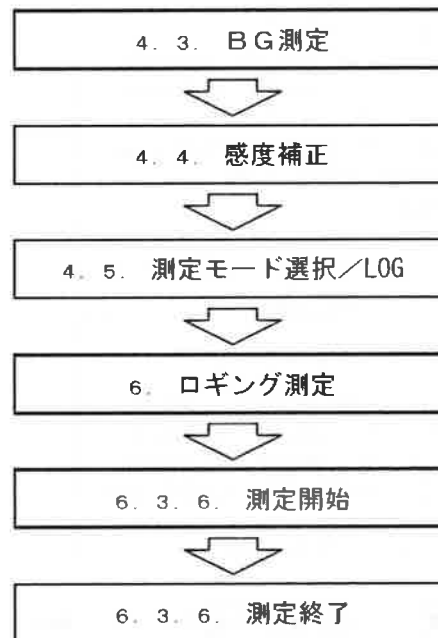 4. 3. BG測定
4. 4. 感度補正
4. 5. 測定モード選択／LOG
6. ロギング測定
6. 3. 6. 測定開始
6. 3. 6. 測定終了